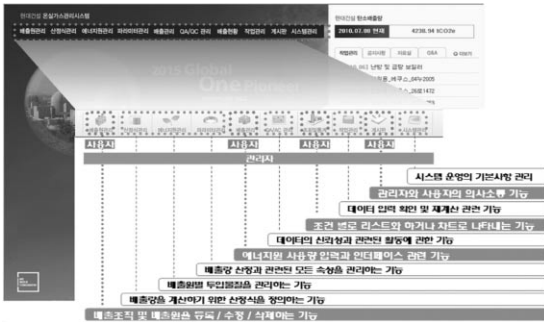 현대건설 온실가스관리시스템
배출원관리 산정식관리 에너지원관리 파라미터관리 배출관리 QA/QC 관리 배출현황 작업관리 게시판 시스템관리
현대건설 탄소배출량
2010.07.08 현재 4238.94 tCO2e
작업관리 공지사항 자료실 Q&A
난방 및 급탕 보일러
2015 Global
One Pioneer
사용자 사용자 사용자 사용자
관리자
시스템 운영의 기본사항 관리
관리자와 사용자의 의사소통 기능
데이터 입력 확인 및 재계산 관련 기능
조건 별로 리스트화 하거나 차트로 나타내는 기능
데이터의 신뢰성과 관련된 활동에 관한 기능
에너지원 사용량 입력과 인터페이스 관련 기능
배출량 산정과 관련된 모든 속성을 관리하는 기능
배출원별 투입물질을 관리하는 기능
배출량을 계산하기 위한 산정식을 정의하는 기능
배출조직 및 배출원을 등록 / 수정 / 삭제하는 기능